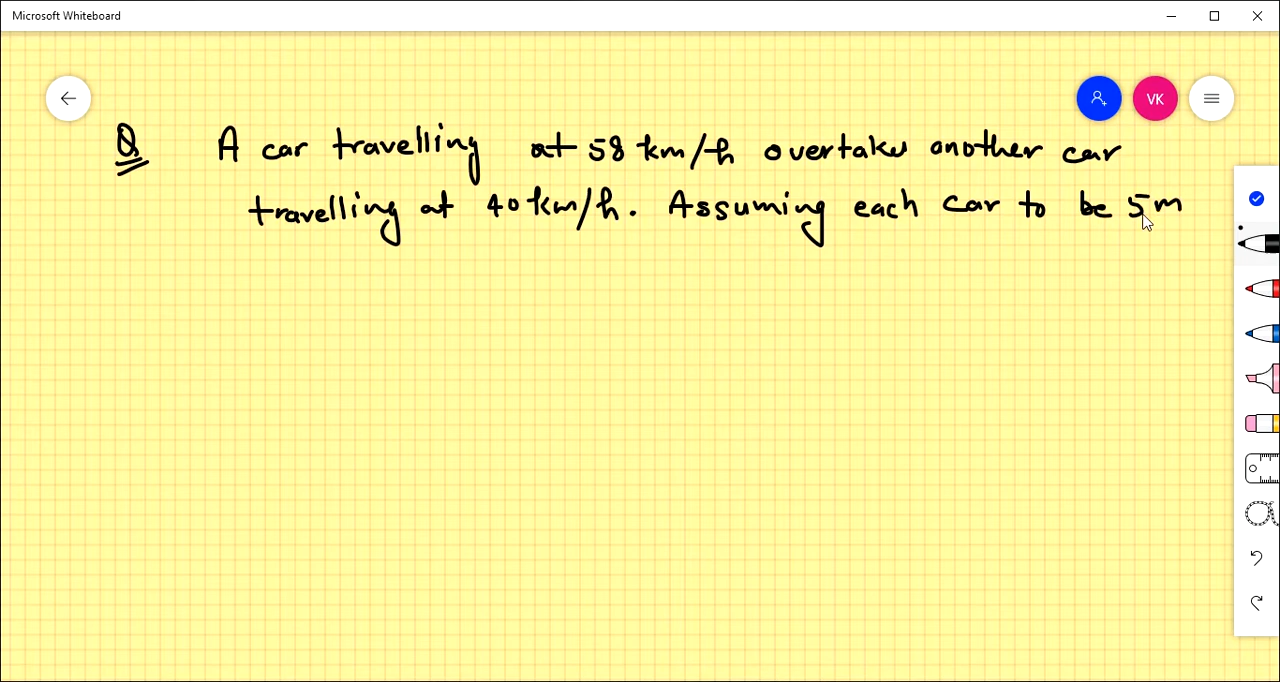 Microsoft Whiteboard
VK
Q A car travelling at 58 km/h overtakes another car
travelling at 40 km/h. Assuming each car to be 5m